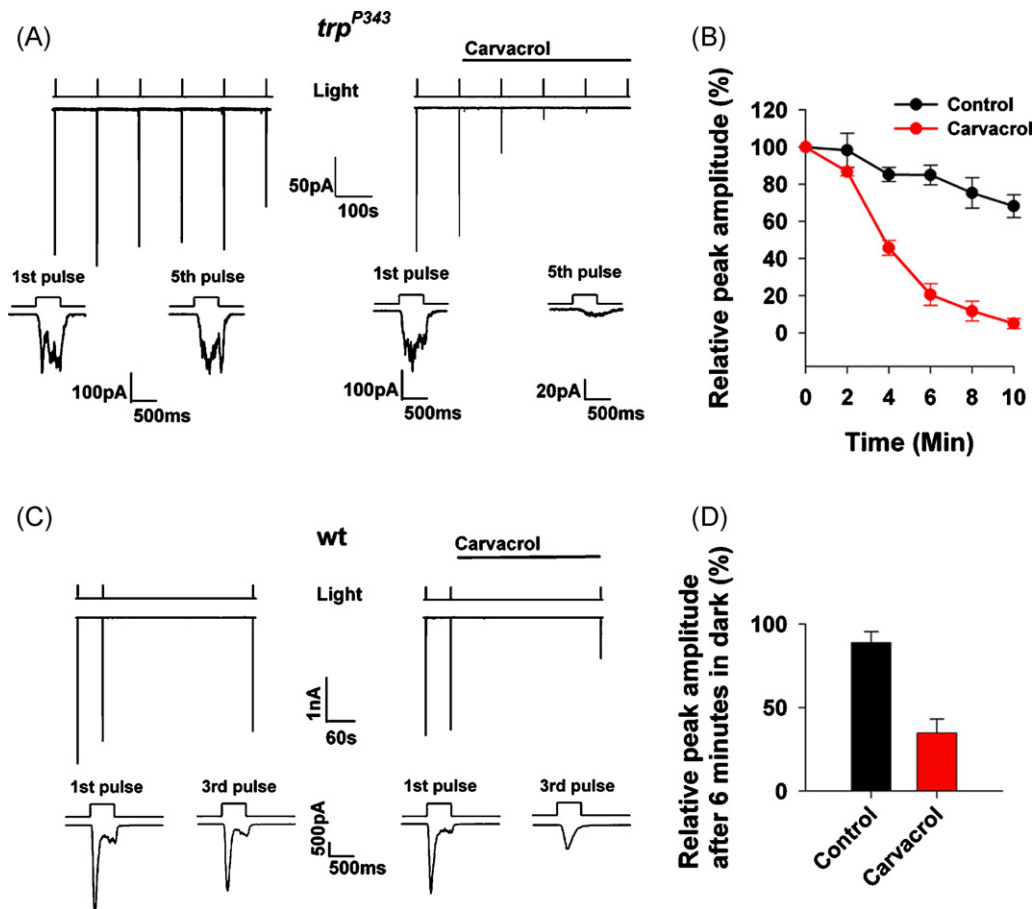 (A)
trpP343
Carvacrol
Light
50pA
100s
1st pulse
5th pulse
100pA
500ms
1st pulse
5th pulse
100pA
500ms
20pA
500ms
(B)
Relative peak amplitude (%)
120
100
80
60
40
20
0
Control
Carvacrol
0 2 4 6 8 10
Time (Min)
(C)
wt
Carvacrol
Light
1nA
60s
1st pulse
3rd pulse
500pA
500ms
1st pulse
3rd pulse
(D)
Relative peak amplitude
after 6 minutes in dark (%)
100
50
0
Control
Carvacrol